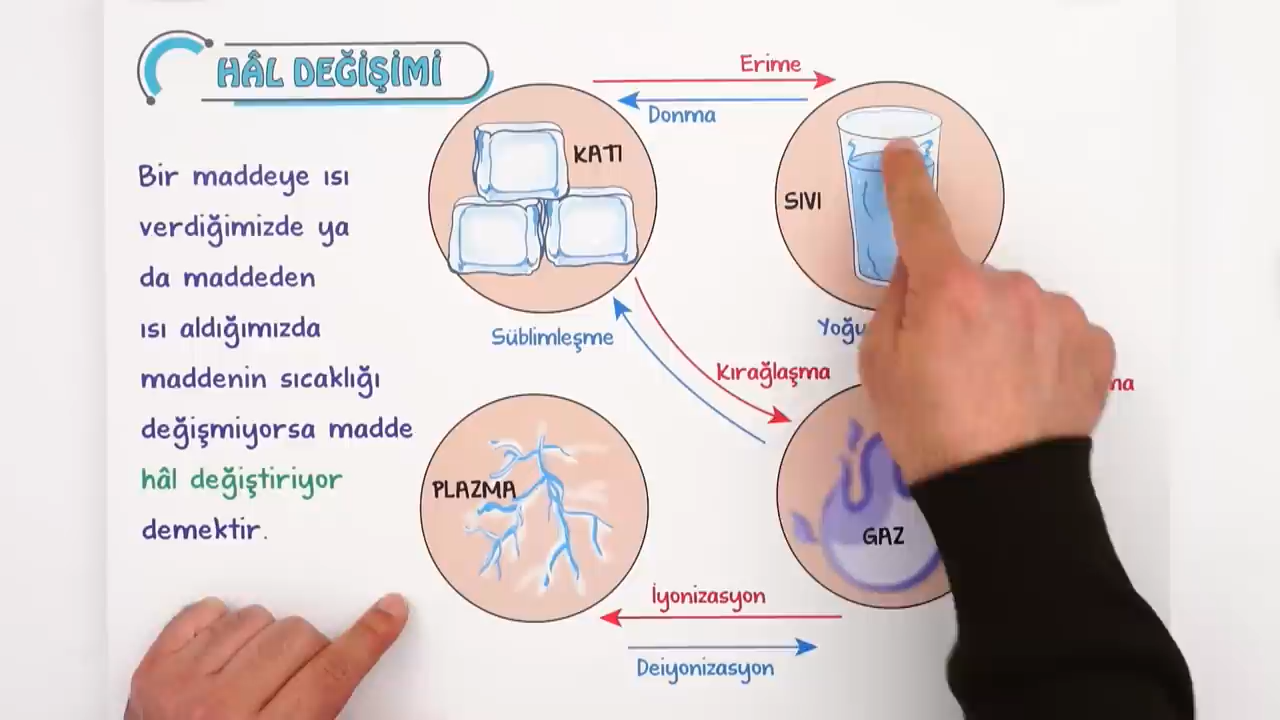 HÂL DEĞİŞİMİ
Bir maddeye ısı
verdiğimizde ya
da maddeden
ısı aldığımızda
maddenin sıcaklığı
değişmiyorsa madde
hâl değiştiriyor
demektir.
Erime
Donma
KATI
SIVI
Süblimleşme
Kırağlaşma
PLAZMA
GAZ
İyonizasyon
Deiyonizasyon